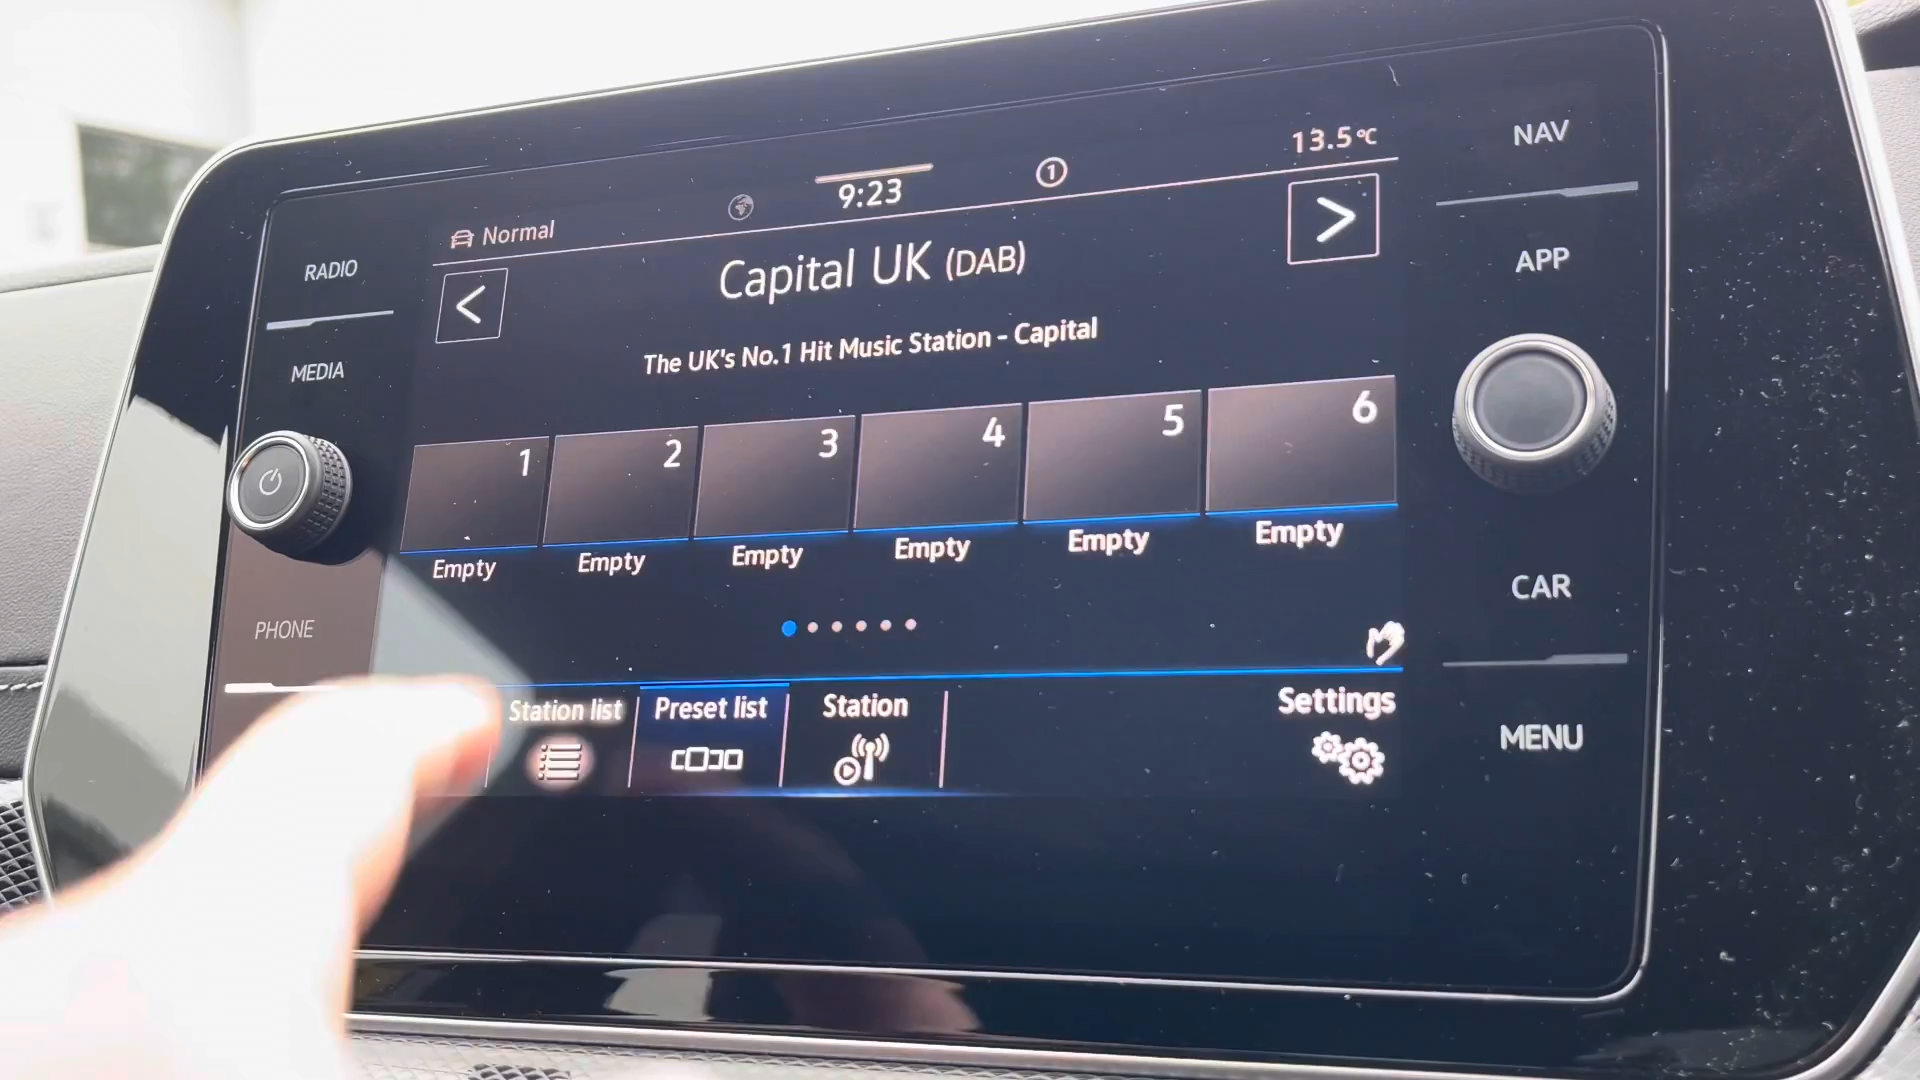 13.5°C
9:23
1
Normal
Capital UK (DAB)
The UK's No.1 Hit Music Station - Capital
RADIO
MEDIA
PHONE
1 2 3 4 5 6
Empty Empty Empty Empty Empty Empty
Station list
Preset list
Station
Settings
NAV
APP
CAR
MENU